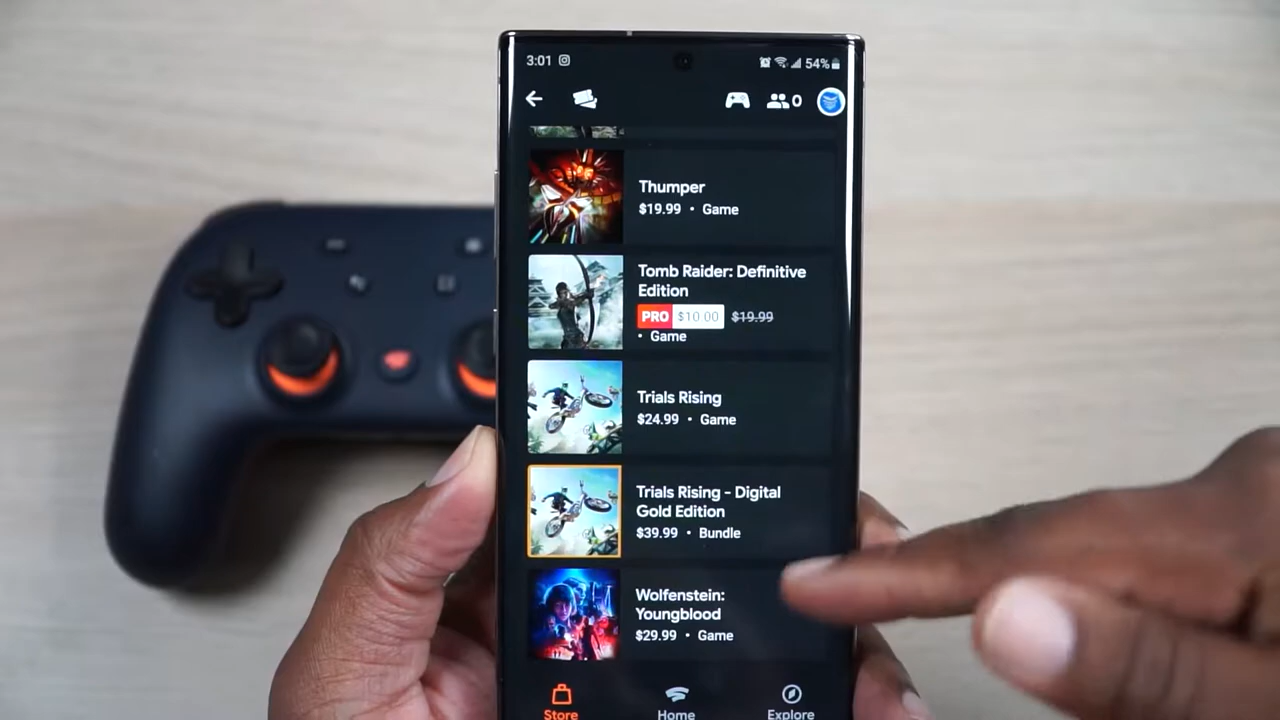 3:01 54%
0
Thumper
$19.99 • Game
Tomb Raider: Definitive
Edition
PRO $10.00 $19.99
• Game
Trials Rising
$24.99 • Game
Trials Rising - Digital
Gold Edition
$39.99 • Bundle
Wolfenstein:
Youngblood
$29.99 • Game
Store Home Explore